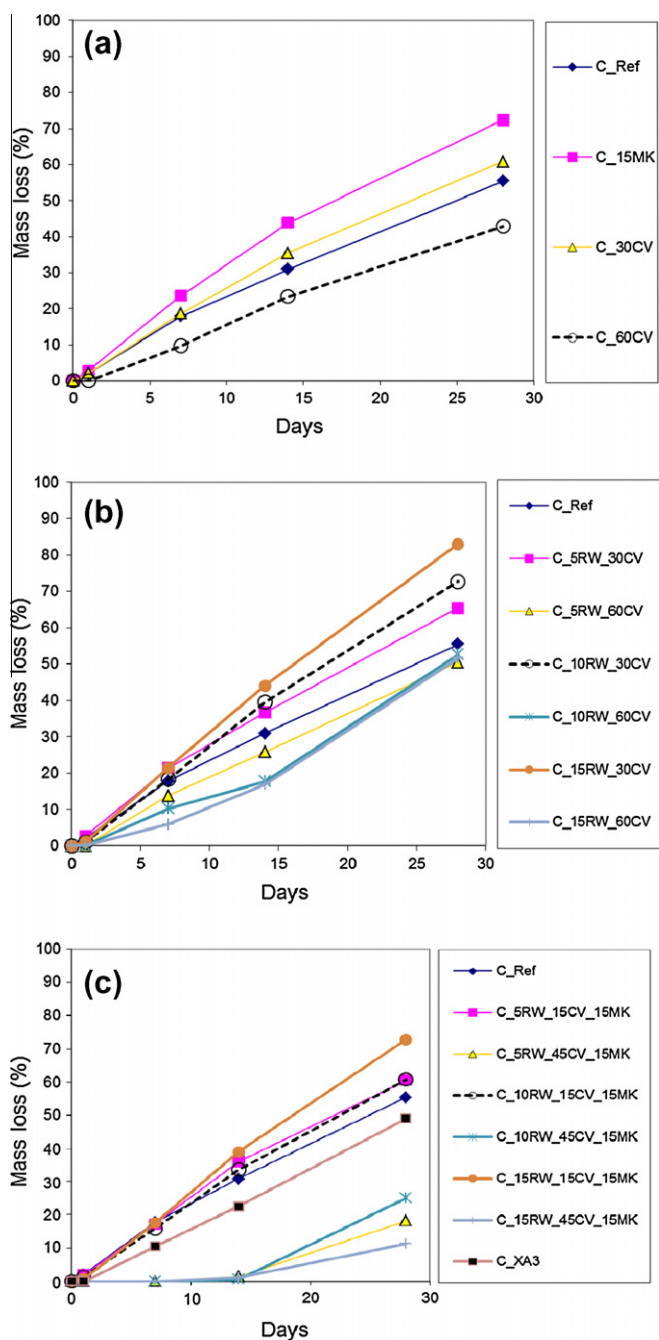 (a)
Mass loss (%)
100
90
80
70
60
50
40
30
20
10
0
0 5 10 15 20 25 30
Days
C_Ref
C_15MK
C_30CV
C_60CV
(b)
Mass loss (%)
100
90
80
70
60
50
40
30
20
10
0
0 5 10 15 20 25 30
Days
C_Ref
C_5RW_30CV
C_5RW_60CV
C_10RW_30CV
C_10RW_60CV
C_15RW_30CV
C_15RW_60CV
(c)
Mass loss (%)
100
90
80
70
60
50
40
30
20
10
0
0 10 20 30
Days
C_Ref
C_5RW_15CV_15MK
C_5RW_45CV_15MK
C_10RW_15CV_15MK
C_10RW_45CV_15MK
C_15RW_15CV_15MK
C_15RW_45CV_15MK
C_XA3